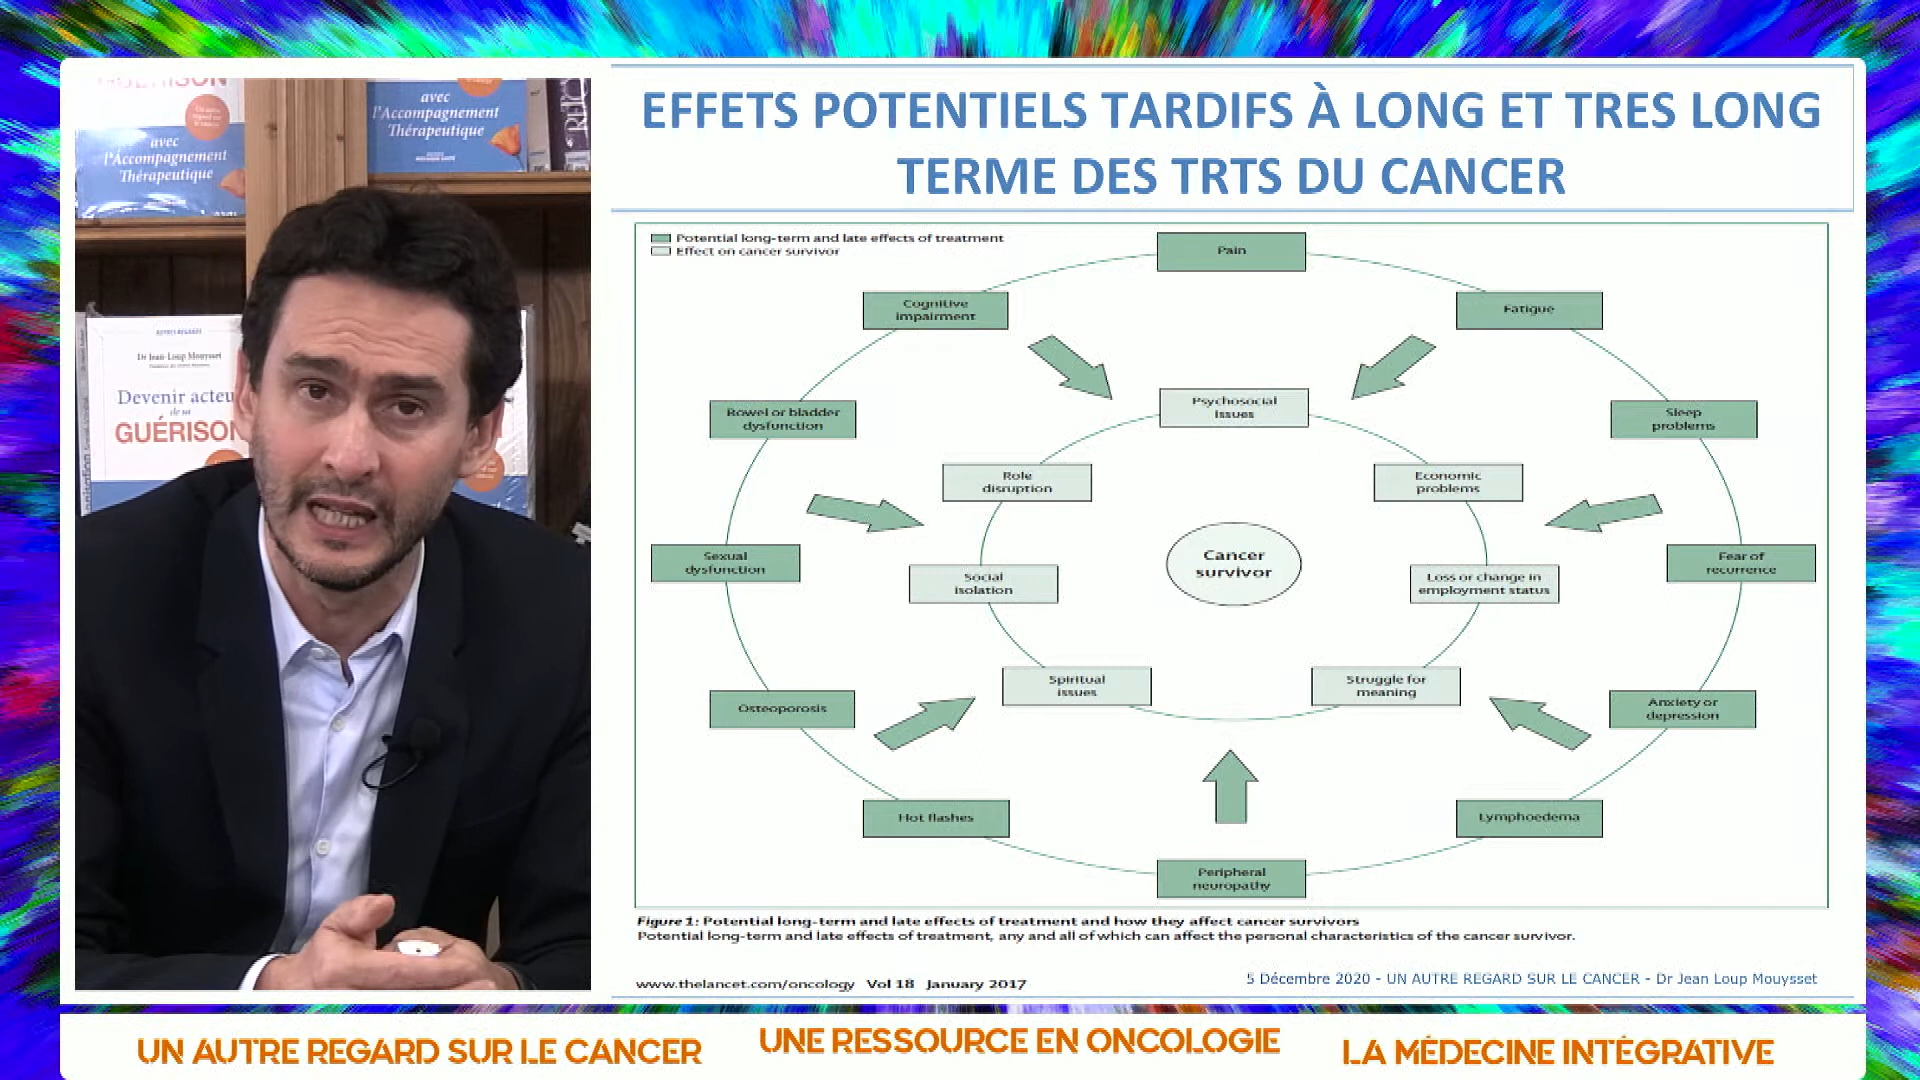 GUÉRISON
avec
l'Accompagnement
Thérapeutique
avec
l'Accompagnement
Thérapeutique
Dr Jean-Loup Mouysset
Devenir acteu
de sa
GUÉRISON
EFFETS POTENTIELS TARDIFS À LONG ET TRES LONG
TERME DES TRTS DU CANCER
Potential long-term and late effects of treatment
Effect on cancer survivor
Pain
Cognitive
impairment
Fatigue
Psychosocial
issues
Bowel or bladder
dysfunction
Sleep
problems
Role
disruption
Economic
problems
Cancer
survivor
Sexual
dysfunction
Fear of
recurrence
Social
isolation
Loss or change in
employment status
Spiritual
issues
Struggle for
meaning
Osteoporosis
Anxiety or
depression
Hot flashes
Lymphoedema
Peripheral
neuropathy
Figure 1: Potential long-term and late effects of treatment and how they affect cancer survivors
Potential long-term and late effects of treatment, any and all of which can affect the personal characteristics of the cancer survivor.
www.thelancet.com/oncology Vol 18 January 2017
5 Décembre 2020 - UN AUTRE REGARD SUR LE CANCER - Dr Jean Loup Mouysset
UN AUTRE REGARD SUR LE CANCER
UNE RESSOURCE EN ONCOLOGIE
LA MÉDECINE INTÉGRATIVE